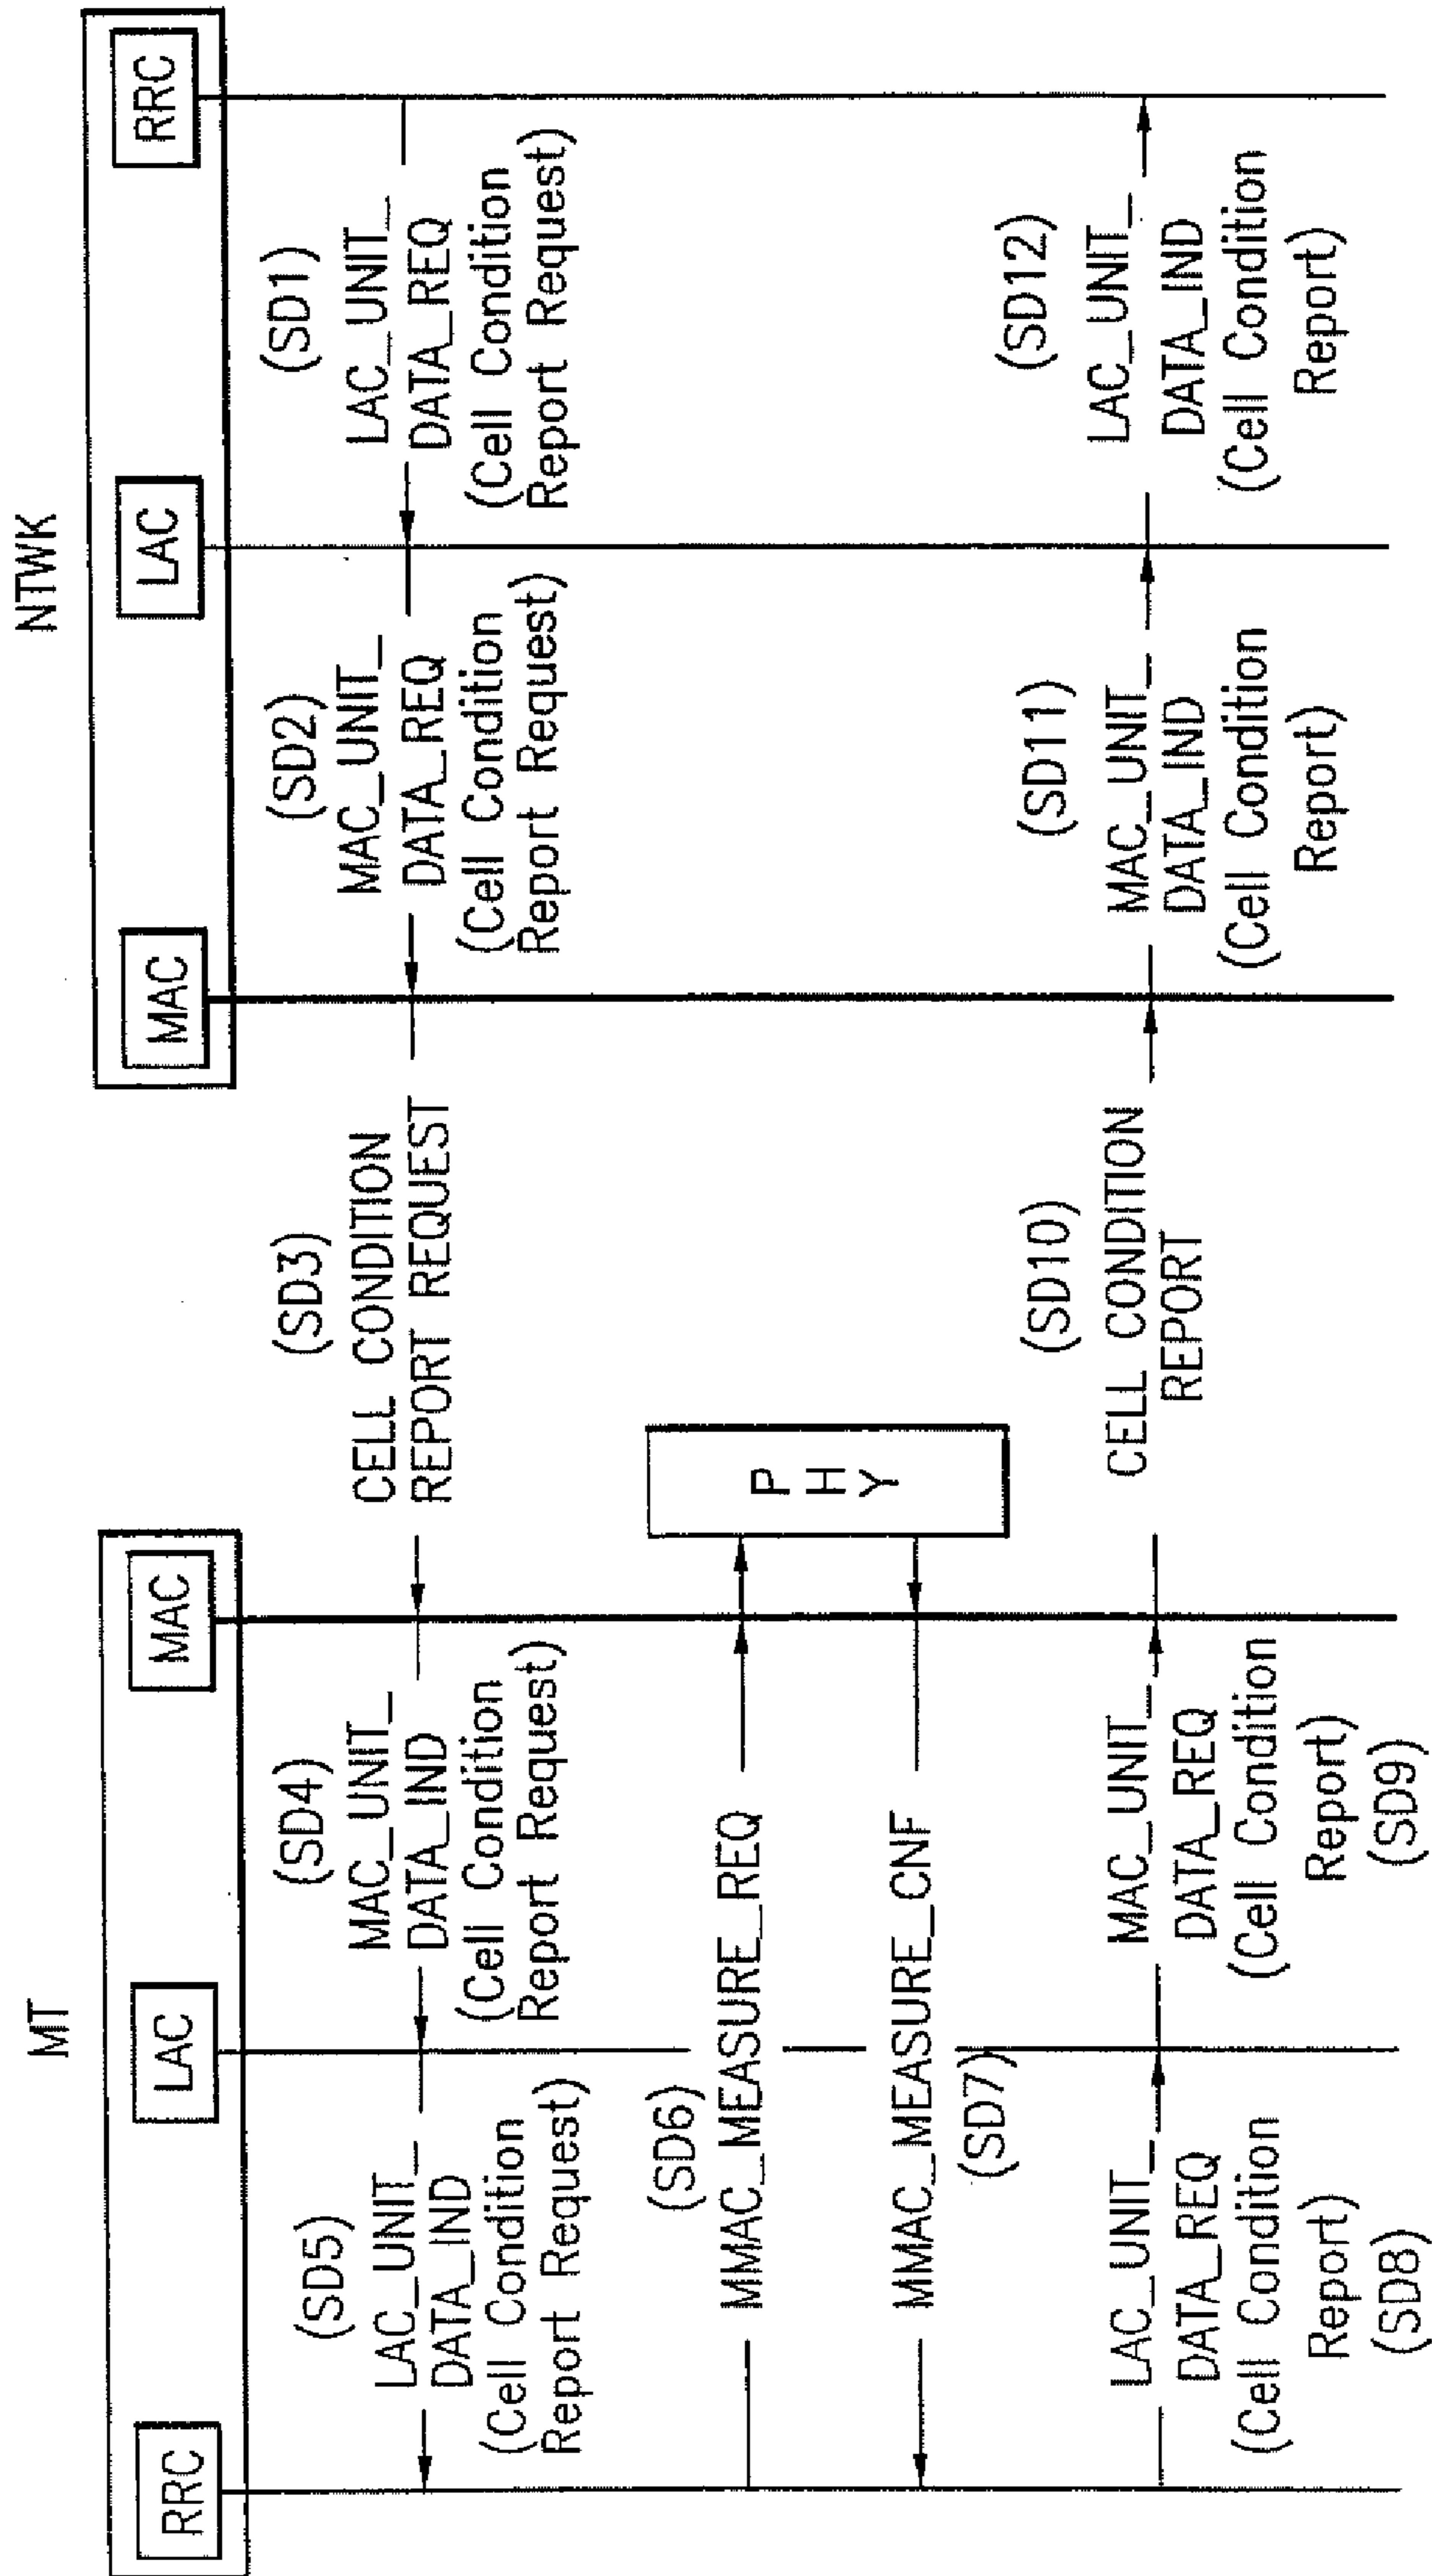 MT
NTWK
RRC
LAC
MAC
MAC
LAC
RRC
(SD5)
LAC_UNIT_
DATA_IND
(Cell Condition
Report Request)
(SD4)
MAC_UNIT_
DATA_IND
(Cell Condition
Report Request)
(SD3)
CELL CONDITION
REPORT REQUEST
(SD2)
MAC_UNIT_
DATA_REQ
(Cell Condition
Report Request)
(SD1)
LAC_UNIT_
DATA_REQ
(Cell Condition
Report Request)
(SD6)
MMAC_MEASURE_REQ
PHY
MMAC_MEASURE_CNF
(SD7)
LAC_UNIT_
DATA_REQ
(Cell Condition
Report)
(SD8)
MAC_UNIT_
DATA_REQ
(Cell Condition
Report)
(SD9)
(SD10)
CELL CONDITION
REPORT
(SD11)
MAC_UNIT_
DATA_IND
(Cell Condition
Report)
(SD12)
LAC_UNIT_
DATA_IND
(Cell Condition
Report)